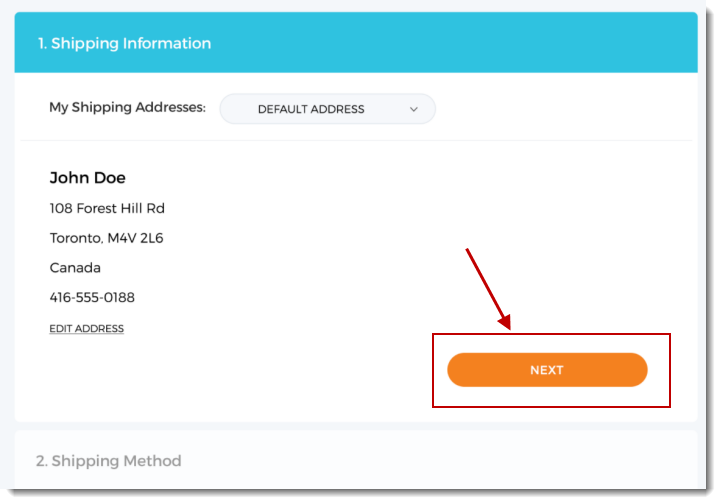 1. Shipping Information
My Shipping Addresses: DEFAULT ADDRESS
John Doe
108 Forest Hill Rd
Toronto, M4V 2L6
Canada
416-555-0188
EDIT ADDRESS
NEXT
2. Shipping Method